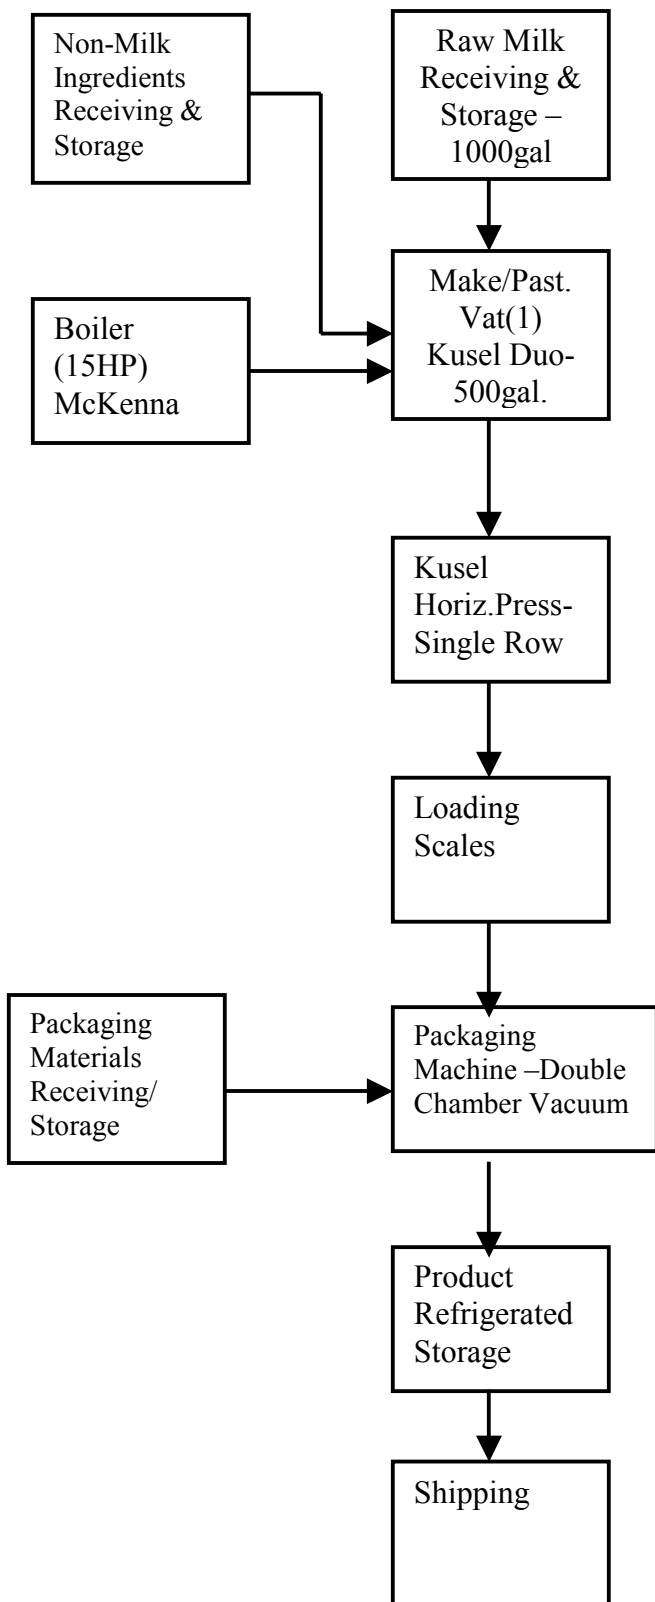 Non-Milk
Ingredients
Receiving &
Storage
Raw Milk
Receiving &
Storage –
1000gal
Boiler
(15HP)
McKenna
Make/Past.
Vat(1)
Kusel Duo-
500gal.
Kusel
Horiz.Press-
Single Row
Loading
Scales
Packaging
Materials
Receiving/
Storage
Packaging
Machine –Double
Chamber Vacuum
Product
Refrigerated
Storage
Shipping